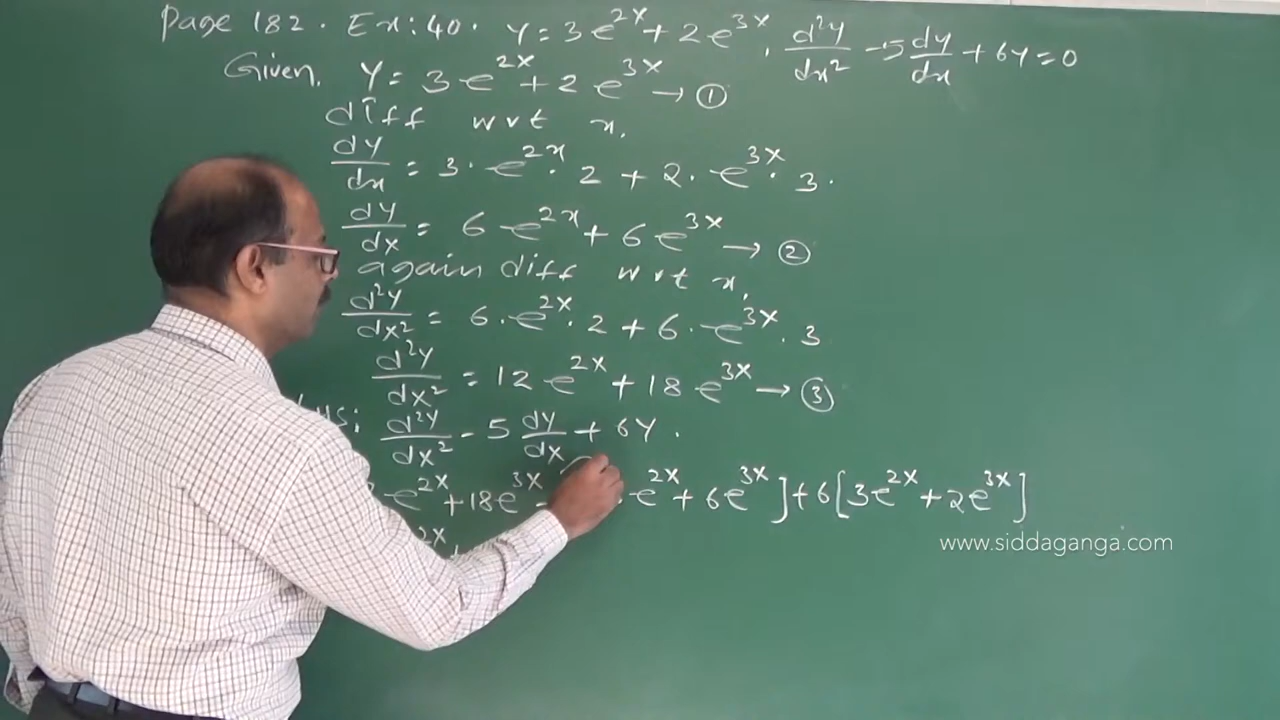 Page 182. Ex: 40. Y = 3e^{2x} + 2e^{3x}, d²y/dx² - 5 dy/dx + 6y = 0
Given, Y = 3e^{2x} + 2e^{3x} → ①
diff wrt x.
dy/dx = 3·e^{2x}·2 + 2·e^{3x}·3.
dy/dx = 6e^{2x} + 6e^{3x} → ②
again diff wrt x.
d²y/dx² = 6·e^{2x}·2 + 6·e^{3x}·3
d²y/dx² = 12e^{2x} + 18e^{3x} → ③
d²y/dx² - 5 dy/dx + 6y.
e^{2x} + 18e^{3x} - e^{2x} + 6e^{3x}] + 6[3e^{2x} + 2e^{3x}]
2x +
www.siddaganga.com